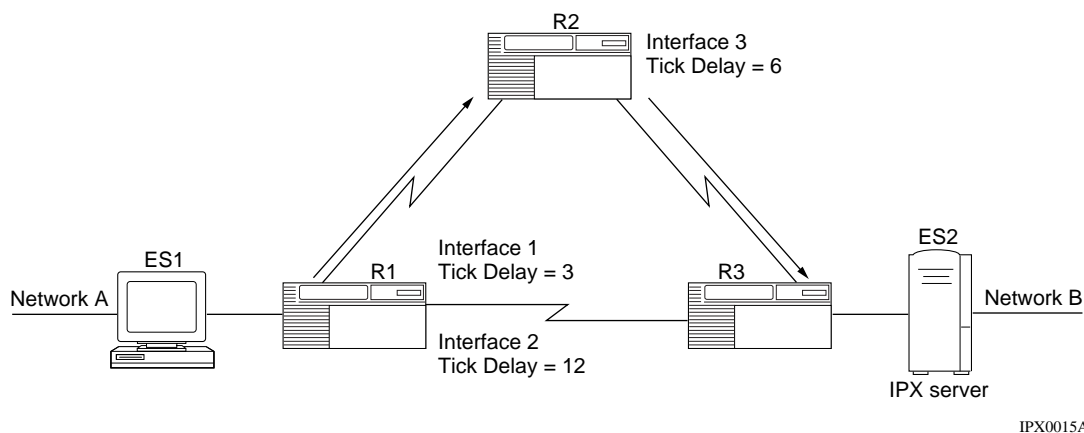 R2
Interface 3
Tick Delay = 6
Interface 1
Tick Delay = 3
ES1
R1
R3
ES2
Network A
Network B
Interface 2
Tick Delay = 12
IPX server
IPX0015A